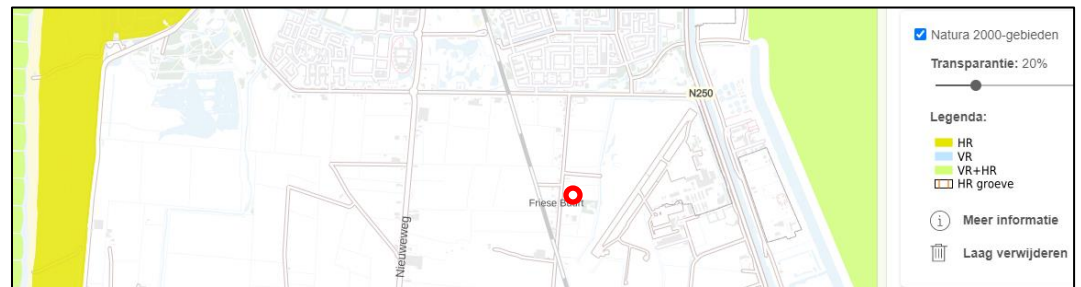 N250
Friese Buurt
Nieuweweg
Natura 2000-gebieden
Transparantie: 20%
Legenda:
HR
VR
VR+HR
HR groeve
i
Meer informatie
Laag verwijderen